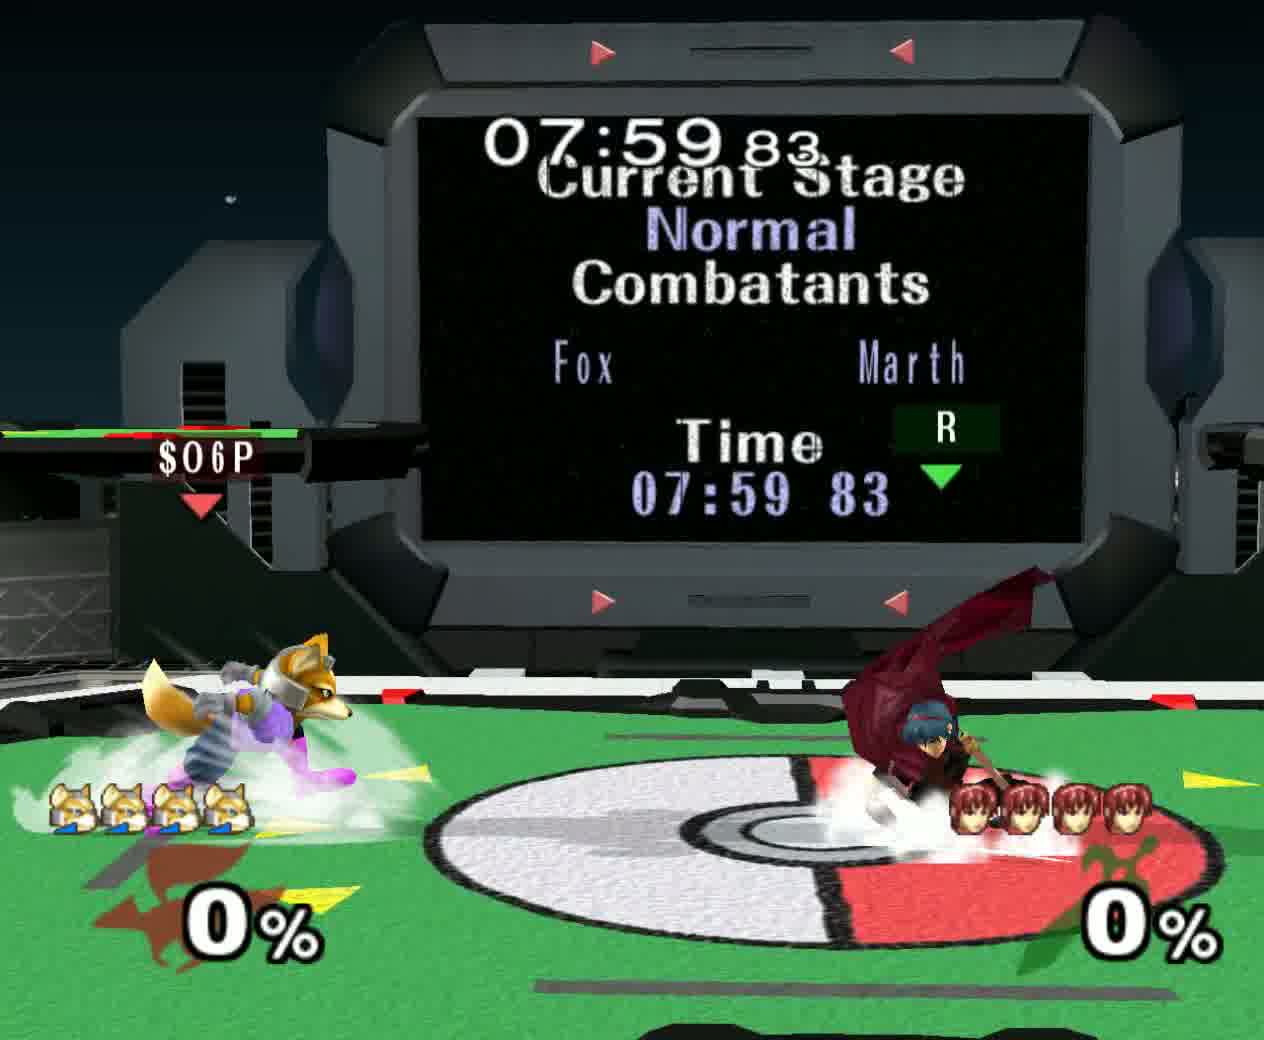 07:59 83
Current Stage
Normal
Combatants
Fox Marth
Time
07:59 83
R
$06P
0% 0%